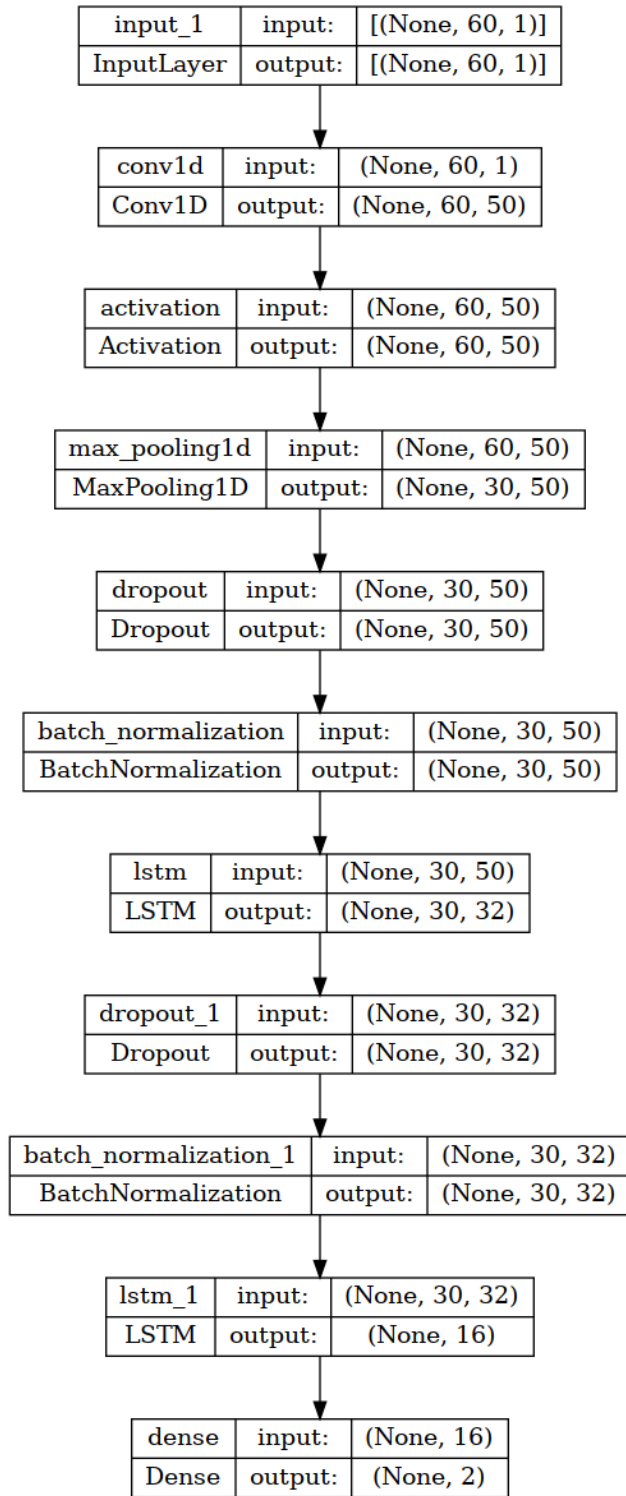 input_1 input: [(None, 60, 1)]
InputLayer output: [(None, 60, 1)]
conv1d input: (None, 60, 1)
Conv1D output: (None, 60, 50)
activation input: (None, 60, 50)
Activation output: (None, 60, 50)
max_pooling1d input: (None, 60, 50)
MaxPooling1D output: (None, 30, 50)
dropout input: (None, 30, 50)
Dropout output: (None, 30, 50)
batch_normalization input: (None, 30, 50)
BatchNormalization output: (None, 30, 50)
lstm input: (None, 30, 50)
LSTM output: (None, 30, 32)
dropout_1 input: (None, 30, 32)
Dropout output: (None, 30, 32)
batch_normalization_1 input: (None, 30, 32)
BatchNormalization output: (None, 30, 32)
lstm_1 input: (None, 30, 32)
LSTM output: (None, 16)
dense input: (None, 16)
Dense output: (None, 2)